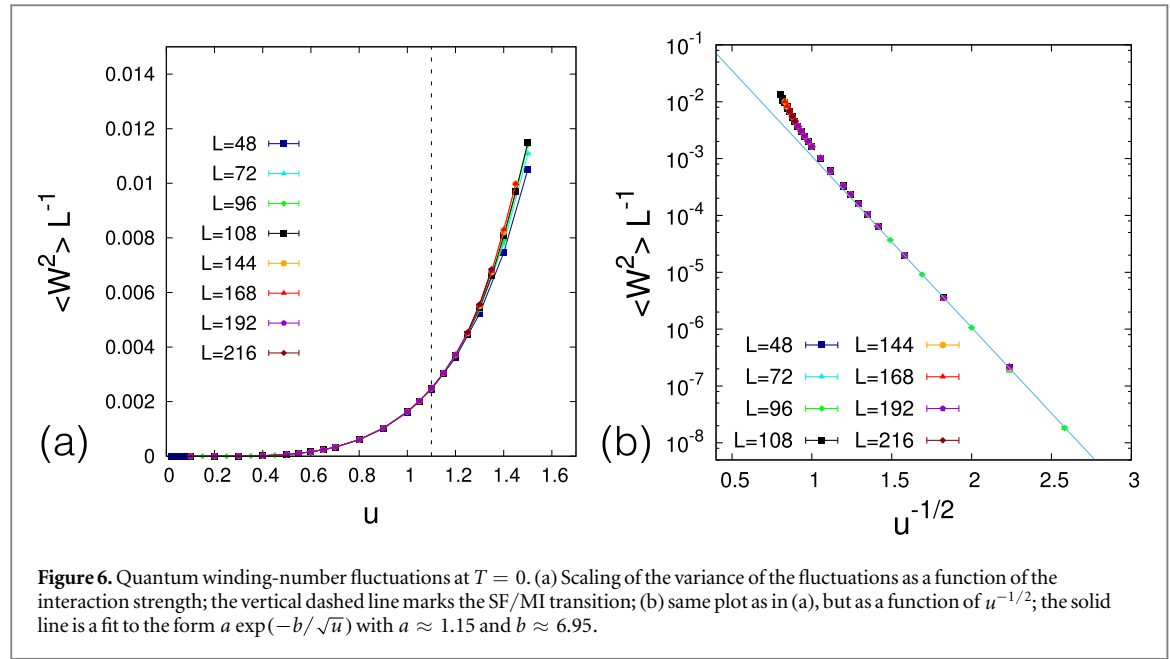 0.014
0.012
0.01
0.008
0.006
0.004
0.002
0
<W²> L⁻¹
L=48
L=72
L=96
L=108
L=144
L=168
L=192
L=216
(a)
0 0.2 0.4 0.6 0.8 1 1.2 1.4 1.6
u
10⁻¹
10⁻²
10⁻³
10⁻⁴
10⁻⁵
10⁻⁶
10⁻⁷
10⁻⁸
<W²> L⁻¹
L=48 L=144
L=72 L=168
L=96 L=192
L=108 L=216
(b)
0.5 1 1.5 2 2.5 3
u⁻¹/²
Figure 6. Quantum winding-number fluctuations at T = 0. (a) Scaling of the variance of the fluctuations as a function of the
interaction strength; the vertical dashed line marks the SF/MI transition; (b) same plot as in (a), but as a function of u⁻¹/²; the solid
line is a fit to the form a exp(−b/√u) with a ≈ 1.15 and b ≈ 6.95.